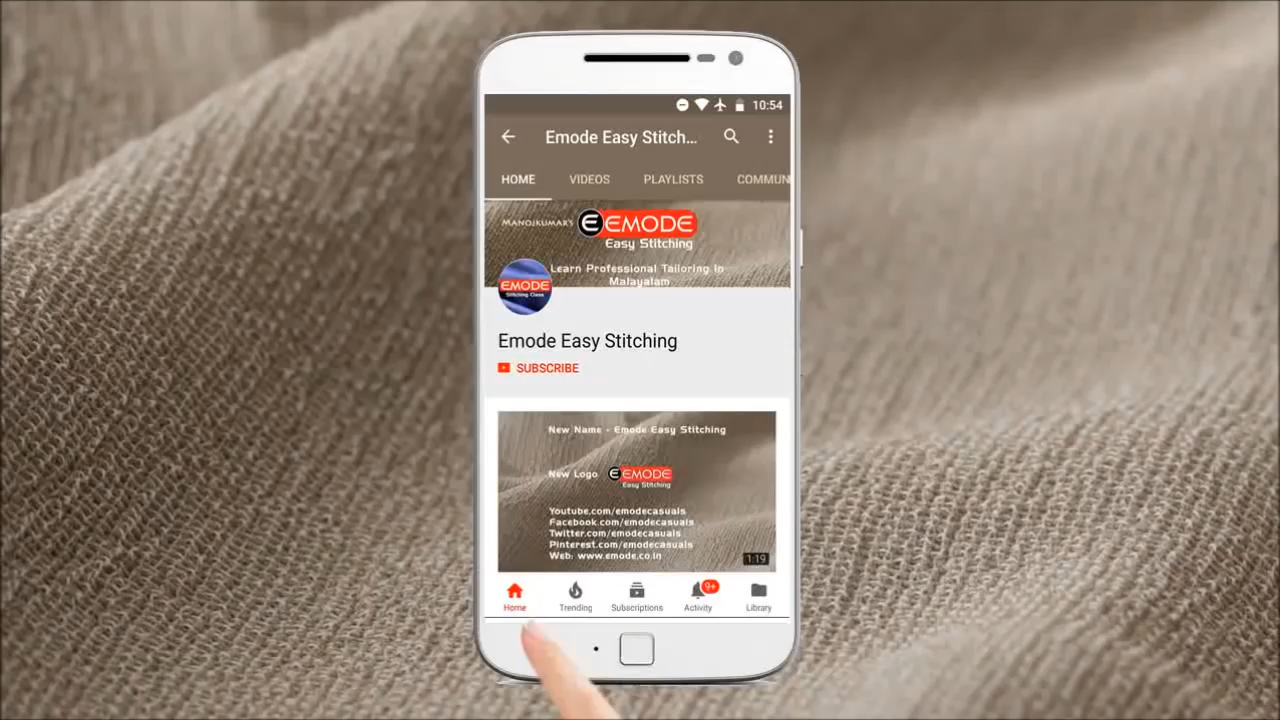 10:54
Emode Easy Stitch...
HOME VIDEOS PLAYLISTS COMMUN
MANOJKUMAR'S E EMODE
Easy Stitching
Learn Professional Tailoring In
Malayalam
EMODE
Stitching Class
Emode Easy Stitching
SUBSCRIBE
New Name - Emode Easy Stitching
New Logo E EMODE
Easy Stitching
Youtube.com/emodecasuals
Facebook.com/emodecasuals
Twitter.com/emodecasuals
Pinterest.com/emodecasuals
Web: www.emode.co.in
1:19
9+
Home Trending Subscriptions Activity Library